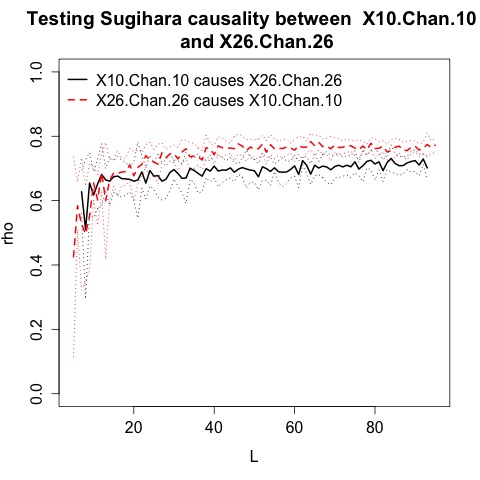 Testing Sugihara causality between  X10.Chan.10
and X26.Chan.26
X10.Chan.10 causes X26.Chan.26
X26.Chan.26 causes X10.Chan.10
1.0
0.8
0.6
0.4
0.2
0.0
rho
20 40 60 80
L